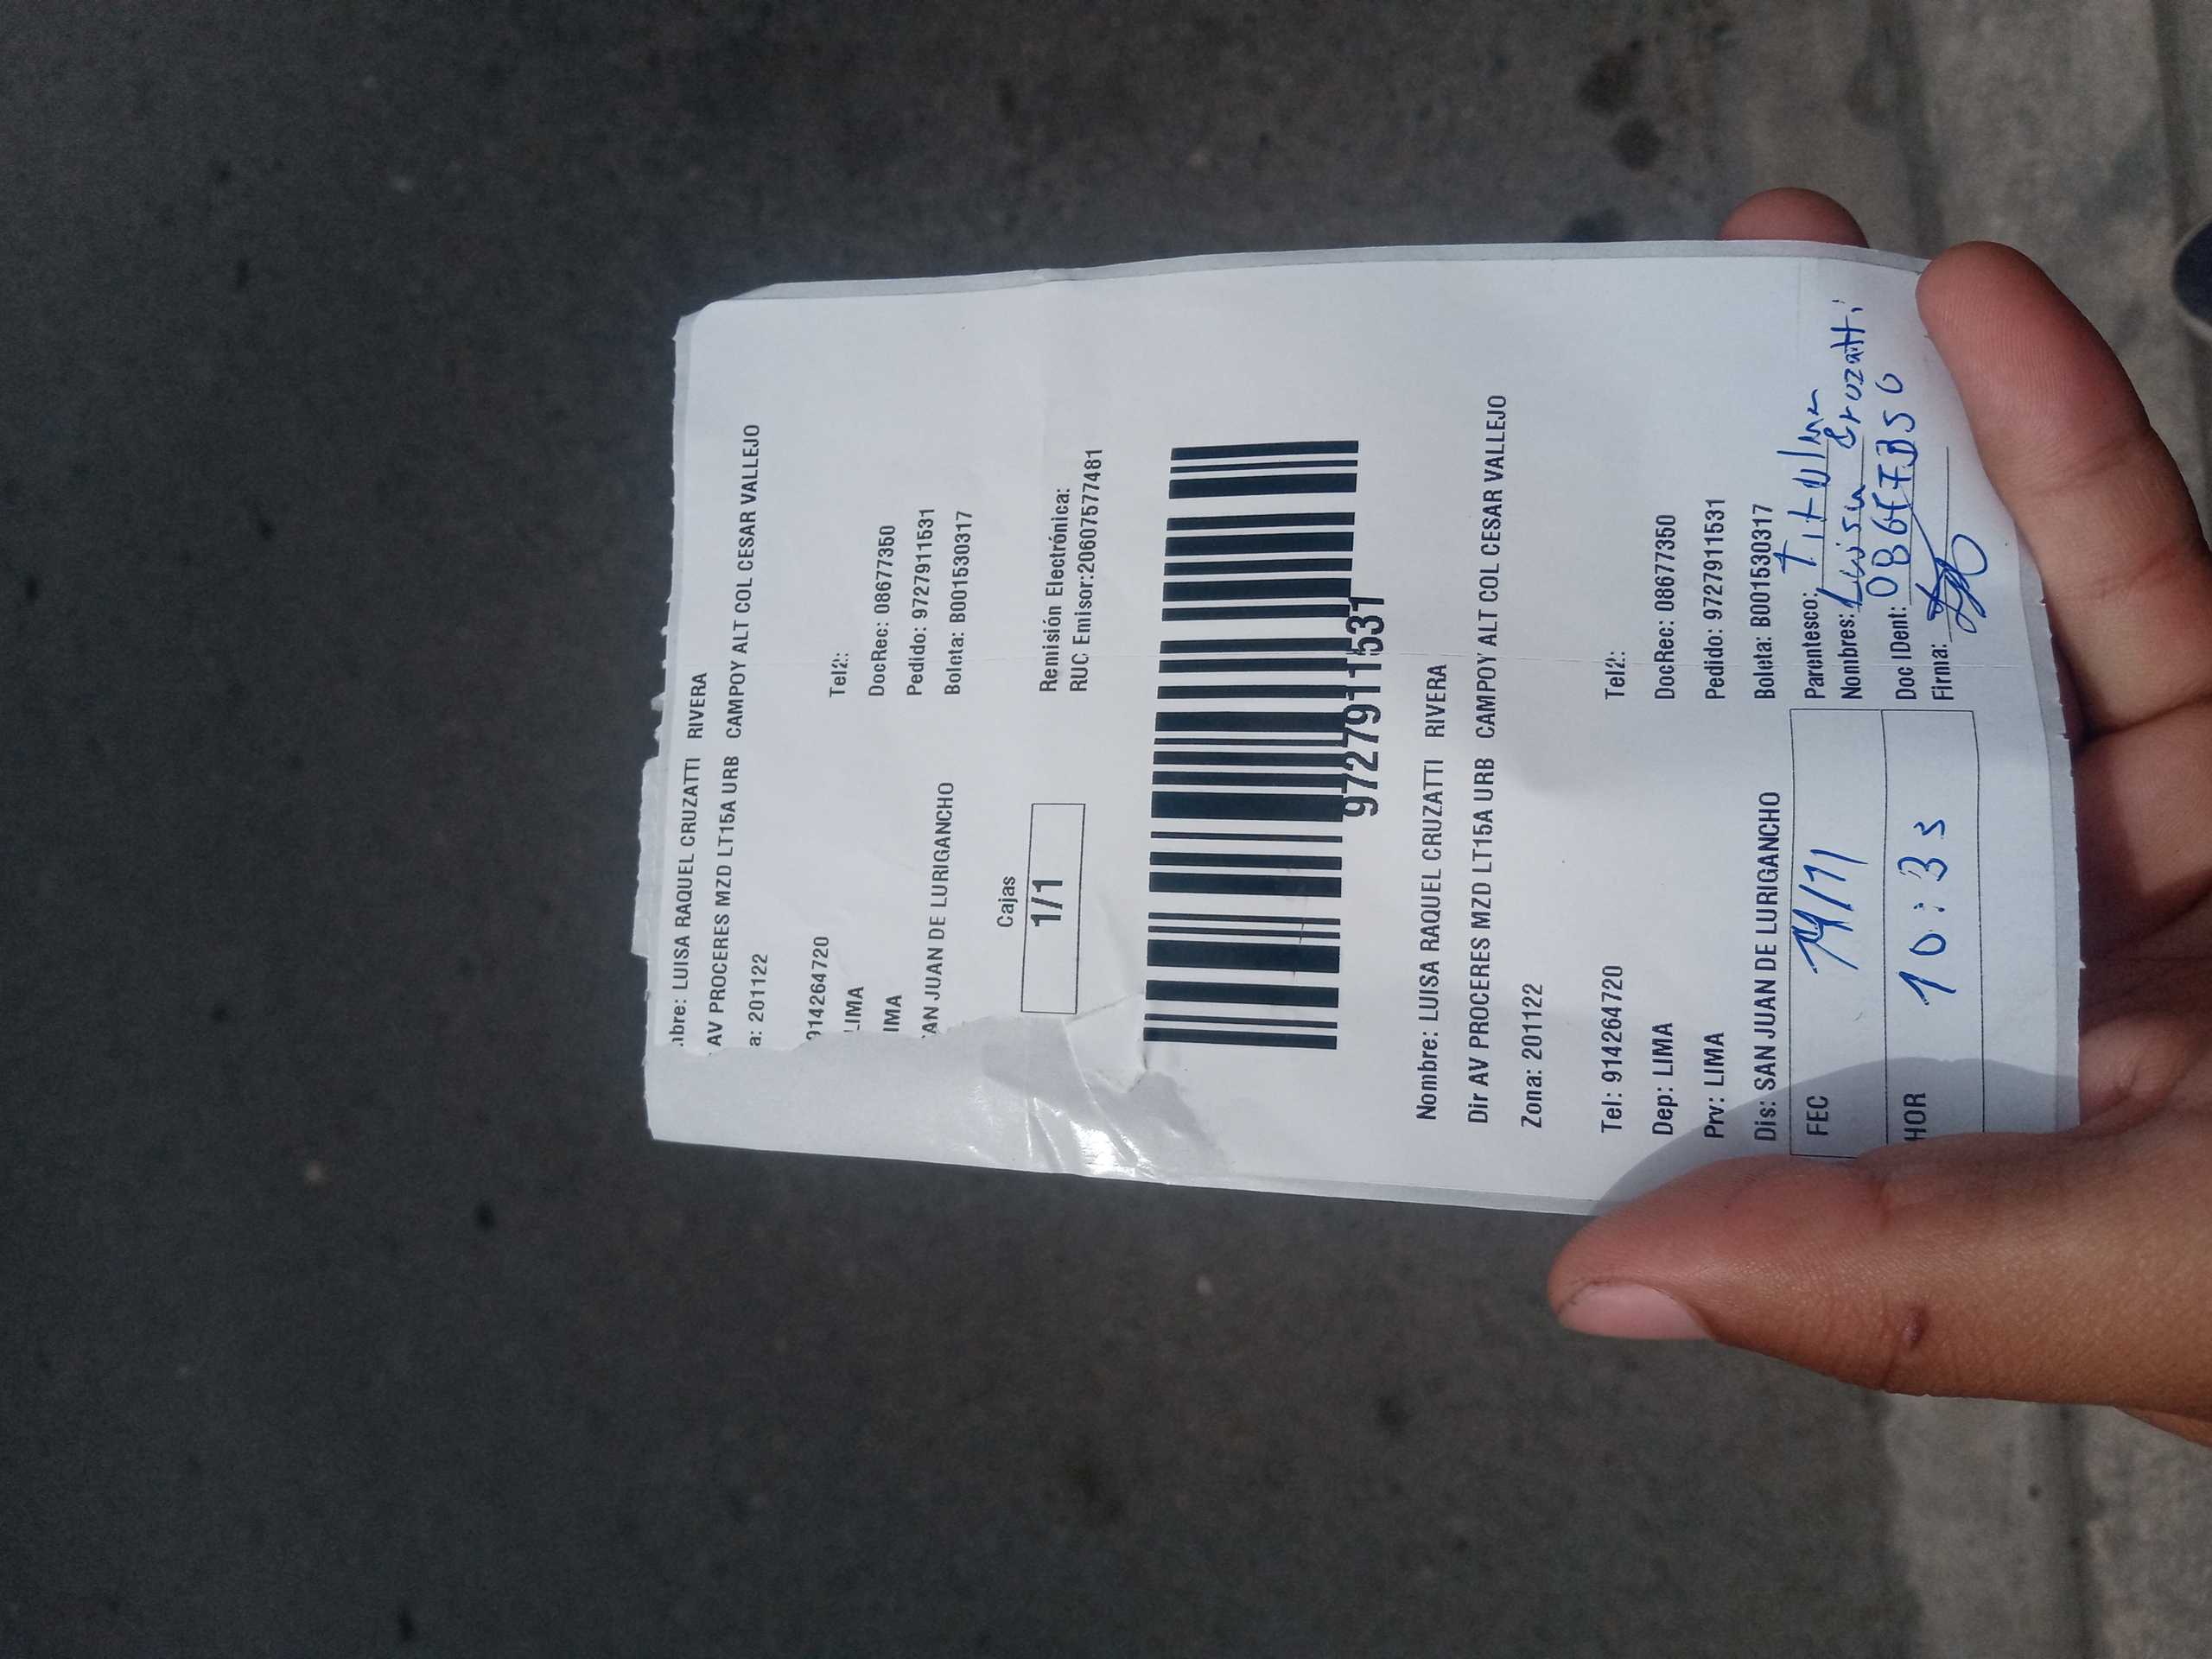 mbre: LUISA RAQUEL CRUZATTI RIVERA
AV PROCERES MZD LT15A URB CAMPOY ALT COL CESAR VALLEJO
a: 201122
914264720 Tel2:
LIMA DocRec: 08677350
IMA Pedido: 9727911531
AN JUAN DE LURIGANCHO Boleta: B001530317
Cajas
1/1
Remisión Electrónica:
RUC Emisor:20607577481
9727911531
Nombre: LUISA RAQUEL CRUZATTI RIVERA
Dir AV PROCERES MZD LT15A URB CAMPOY ALT COL CESAR VALLEJO
Zona: 201122
Tel: 914264720 Tel2:
Dep: LIMA DocRec: 08677350
Prv: LIMA Pedido: 9727911531
Dis: SAN JUAN DE LURIGANCHO Boleta: B001530317
FEC 14/11
HOR 10:33
Parentesco: Titular
Nombres: Luisa Cruzatti
Doc IDent: 08677350
Firma: